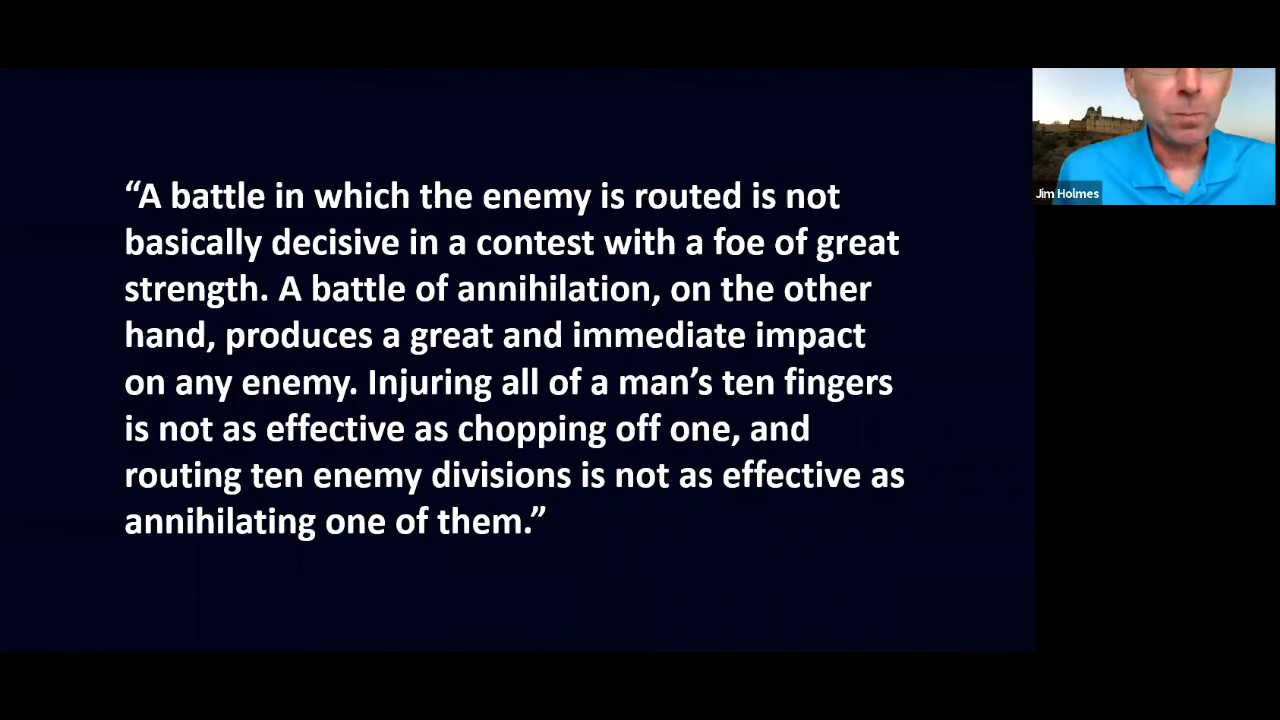 “A battle in which the enemy is routed is not
basically decisive in a contest with a foe of great
strength. A battle of annihilation, on the other
hand, produces a great and immediate impact
on any enemy. Injuring all of a man’s ten fingers
is not as effective as chopping off one, and
routing ten enemy divisions is not as effective as
annihilating one of them.”
Jim Holmes